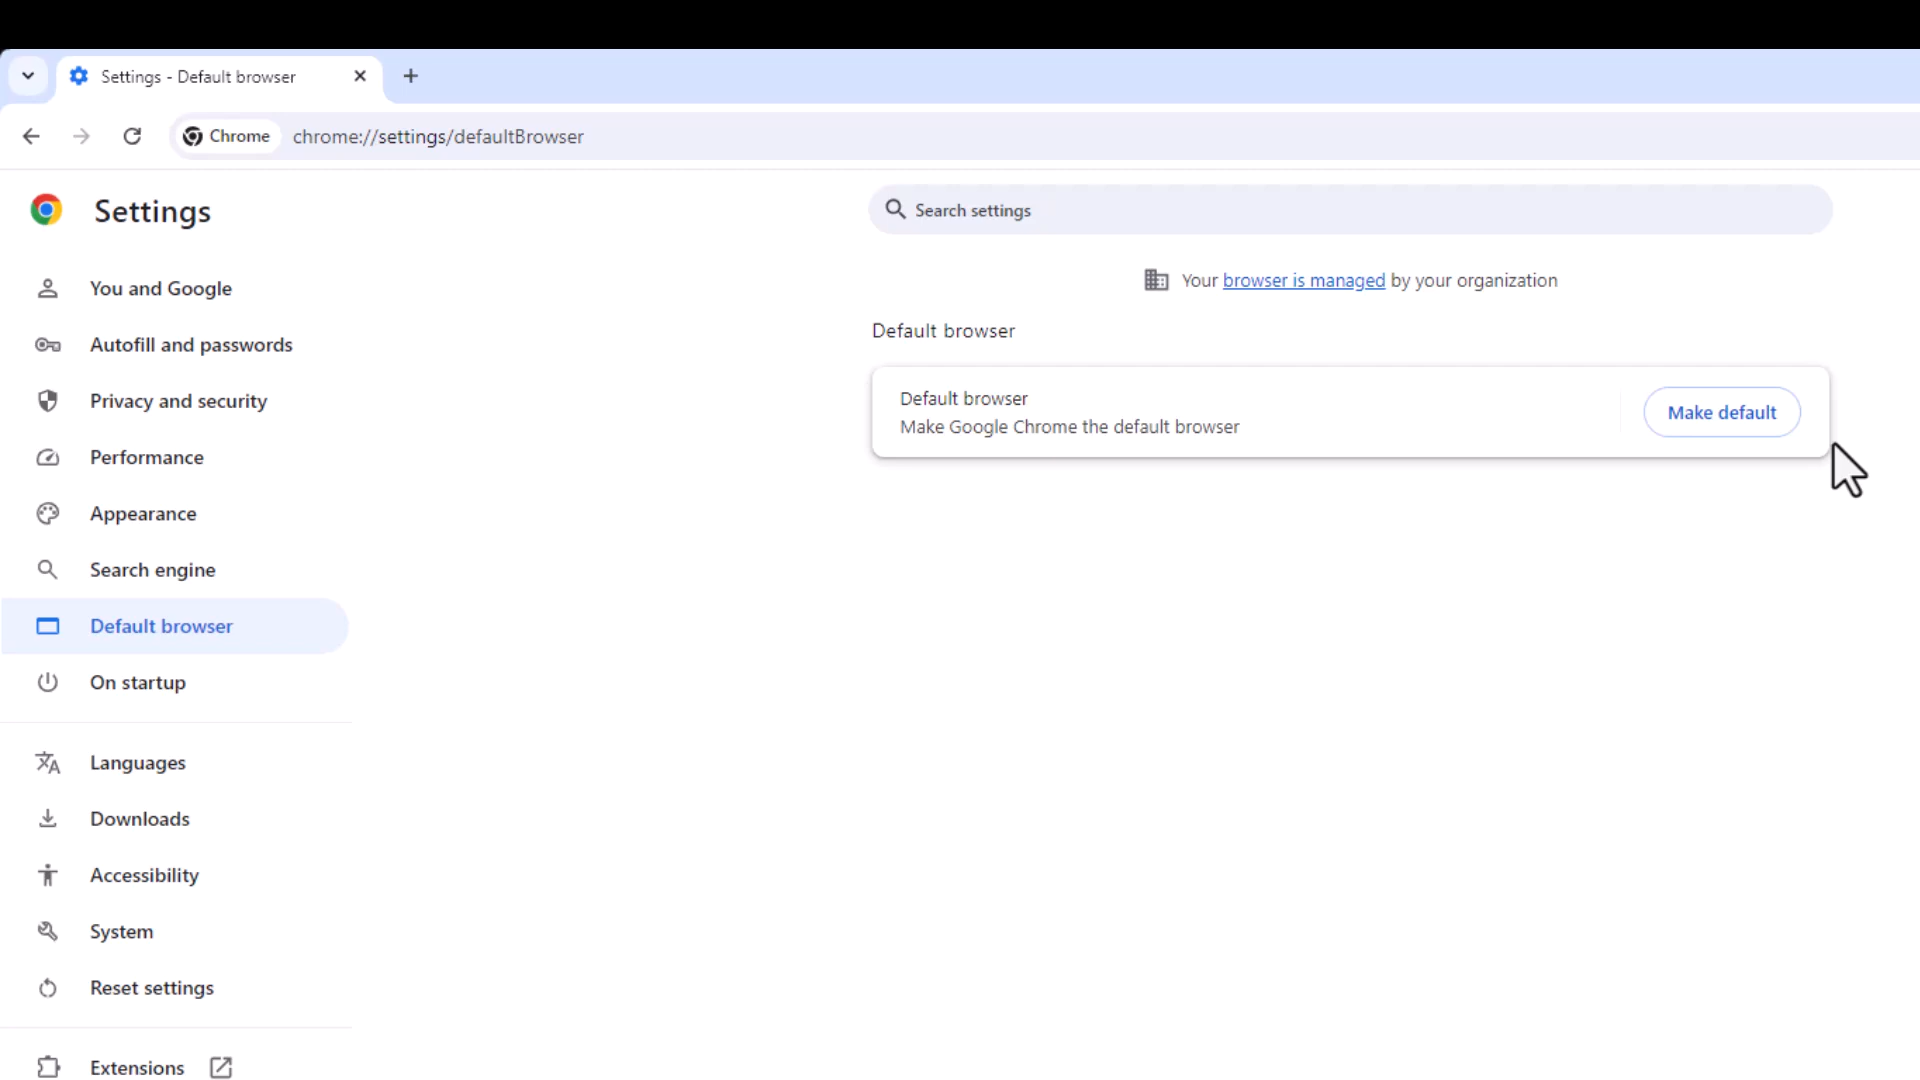 Settings - Default browser
Chrome
chrome://settings/defaultBrowser
Settings
Search settings
Your browser is managed by your organization
You and Google
Autofill and passwords
Privacy and security
Performance
Appearance
Search engine
Default browser
On startup
Languages
Downloads
Accessibility
System
Reset settings
Extensions
Default browser
Default browser
Make Google Chrome the default browser
Make default